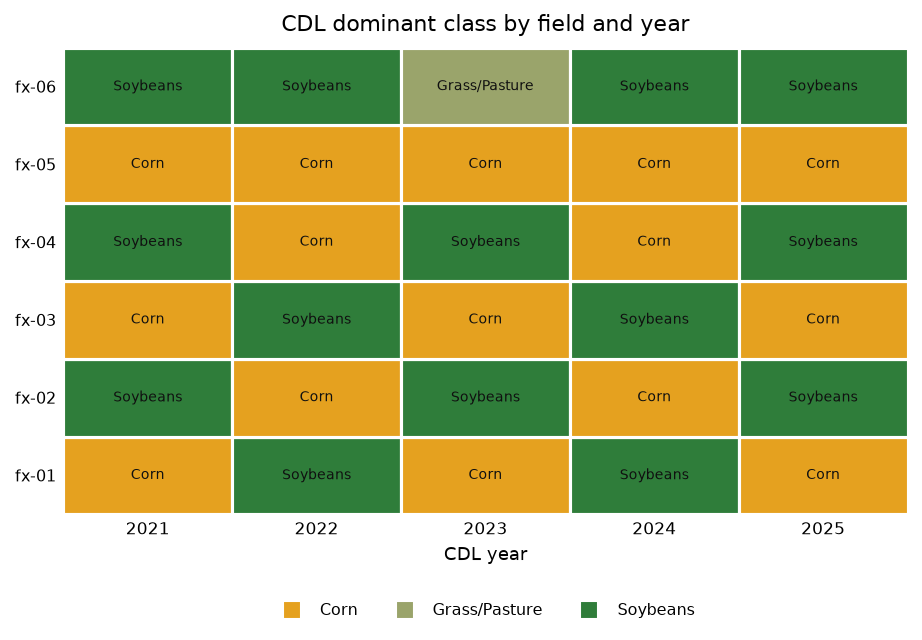 CDL dominant class by field and year
fx-06 Soybeans Soybeans Grass/Pasture Soybeans Soybeans
fx-05 Corn Corn Corn Corn Corn
fx-04 Soybeans Corn Soybeans Corn Soybeans
fx-03 Corn Soybeans Corn Soybeans Corn
fx-02 Soybeans Corn Soybeans Corn Soybeans
fx-01 Corn Soybeans Corn Soybeans Corn
2021 2022 2023 2024 2025
CDL year
Corn Grass/Pasture Soybeans